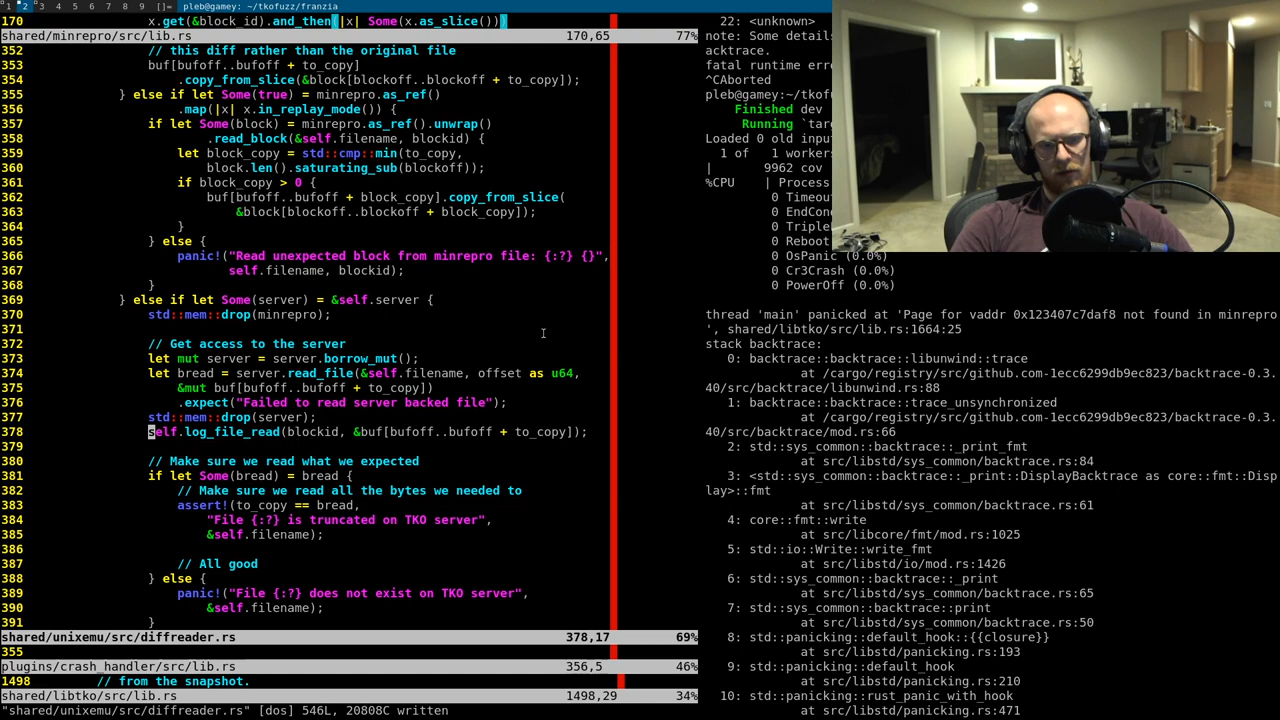 1 2 3 4 5 6 7 8 9 []= pleb@gamey: ~/tkofuzz/franzia
170 x.get(&block_id).and_then(|x| Some(x.as_slice()))
shared/minrepro/src/lib.rs 170,65 77%
352 // this diff rather than the original file
353 buf[bufoff..bufoff + to_copy]
354 .copy_from_slice(&block[blockoff..blockoff + to_copy]);
355 } else if let Some(true) = minrepro.as_ref()
356 .map(|x| x.in_replay_mode()) {
357 if let Some(block) = minrepro.as_ref().unwrap()
358 .read_block(&self.filename, blockid) {
359 let block_copy = std::cmp::min(to_copy,
360 block.len().saturating_sub(blockoff));
361 if block_copy > 0 {
362 buf[bufoff..bufoff + block_copy].copy_from_slice(
363 &block[blockoff..blockoff + block_copy]);
364 }
365 } else {
366 panic!("Read unexpected block from minrepro file: {:?} {}",
367 self.filename, blockid);
368 }
369 } else if let Some(server) = &self.server {
370 std::mem::drop(minrepro);
371
372 // Get access to the server
373 let mut server = server.borrow_mut();
374 let bread = server.read_file(&self.filename, offset as u64,
375 &mut buf[bufoff..bufoff + to_copy])
376 .expect("Failed to read server backed file");
377 std::mem::drop(server);
378 self.log_file_read(blockid, &buf[bufoff..bufoff + to_copy]);
379
380 // Make sure we read what we expected
381 if let Some(bread) = bread {
382 // Make sure we read all the bytes we needed to
383 assert!(to_copy == bread,
384 "File {:?} is truncated on TKO server",
385 &self.filename);
386
387 // All good
388 } else {
389 panic!("File {:?} does not exist on TKO server",
390 &self.filename);
391 }
shared/unixemu/src/diffreader.rs 378,17 69%
355
plugins/crash_handler/src/lib.rs 356,5 46%
1498 // from the snapshot.
shared/libtko/src/lib.rs 1498,29 34%
"shared/unixemu/src/diffreader.rs" [dos] 546L, 20808C written
22: <unknown>
note: Some details
acktrace.
fatal runtime erro
^CAborted
pleb@gamey:~/tkofu
Finished dev
Running `targ
Loaded 0 old input
1 of 1 workers
| 9962 cov
%CPU | Process
0 Timeou
0 EndCon
0 Triple
0 Reboot
0 OsPanic (0.0%)
0 Cr3Crash (0.0%)
0 PowerOff (0.0%)
thread 'main' panicked at 'Page for vaddr 0x123407c7daf8 not found in minrepro
', shared/libtko/src/lib.rs:1664:25
stack backtrace:
0: backtrace::backtrace::libunwind::trace
at /cargo/registry/src/github.com-1ecc6299db9ec823/backtrace-0.3.
40/src/backtrace/libunwind.rs:88
1: backtrace::backtrace::trace_unsynchronized
at /cargo/registry/src/github.com-1ecc6299db9ec823/backtrace-0.3.
40/src/backtrace/mod.rs:66
2: std::sys_common::backtrace::_print_fmt
at src/libstd/sys_common/backtrace.rs:84
3: <std::sys_common::backtrace::_print::DisplayBacktrace as core::fmt::Disp
lay>::fmt
at src/libstd/sys_common/backtrace.rs:61
4: core::fmt::write
at src/libcore/fmt/mod.rs:1025
5: std::io::Write::write_fmt
at src/libstd/io/mod.rs:1426
6: std::sys_common::backtrace::_print
at src/libstd/sys_common/backtrace.rs:65
7: std::sys_common::backtrace::print
at src/libstd/sys_common/backtrace.rs:50
8: std::panicking::default_hook::{{closure}}
at src/libstd/panicking.rs:193
9: std::panicking::default_hook
at src/libstd/panicking.rs:210
10: std::panicking::rust_panic_with_hook
at src/libstd/panicking.rs:471